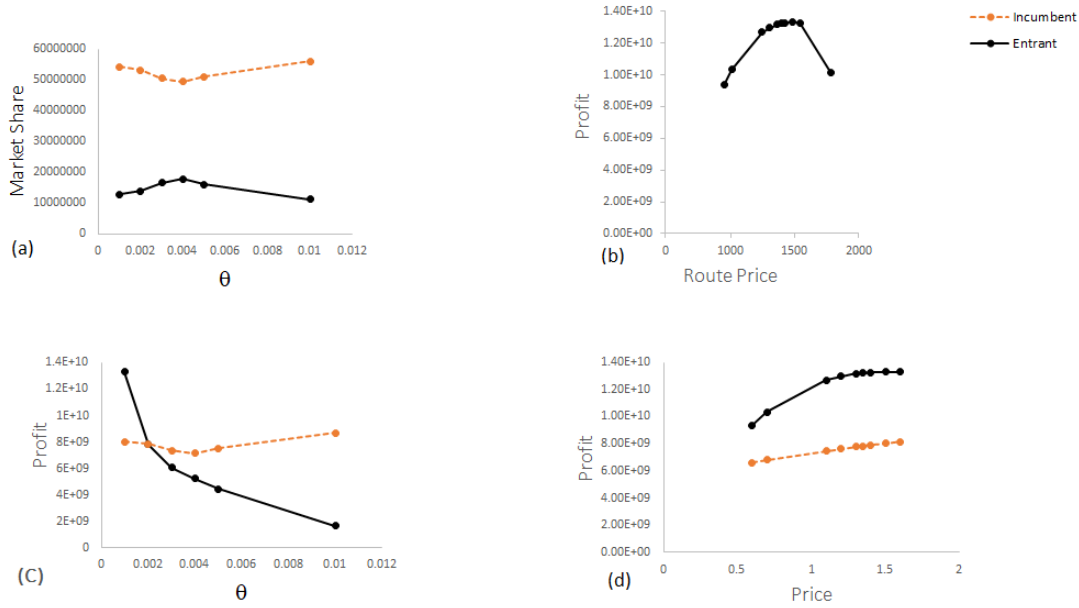 60000000
50000000
40000000
30000000
20000000
10000000
0
Market Share
0 0.002 0.004 0.006 0.008 0.01 0.012
θ
(a)
1.40E+10
1.20E+10
1.00E+10
8.00E+09
6.00E+09
4.00E+09
2.00E+09
0.00E+00
Profit
0 1000 1500 2000
Route Price
(b)
Incumbent
Entrant
1.4E+10
1.2E+10
1E+10
8E+09
6E+09
4E+09
2E+09
0
Profit
0 0.002 0.004 0.006 0.008 0.01 0.012
θ
(C)
1.40E+10
1.20E+10
1.00E+10
8.00E+09
6.00E+09
4.00E+09
2.00E+09
0.00E+00
Profit
0 0.5 1 1.5 2
Price
(d)